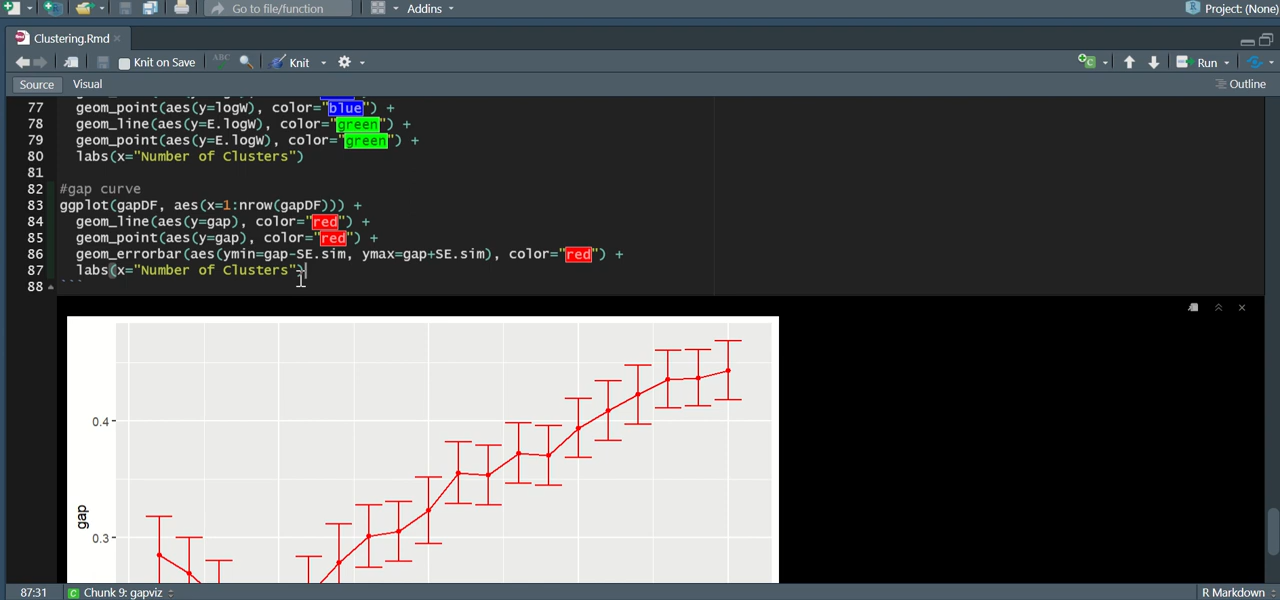 Go to file/function
Addins
Project: (None)
Clustering.Rmd
Knit on Save
ABC
Knit
Run
Source
Visual
Outline
77 geom_point(aes(y=logW), color="blue") +
78 geom_line(aes(y=E.logW), color="green") +
79 geom_point(aes(y=E.logW), color="green") +
80 labs(x="Number of Clusters")
81
82 #gap curve
83 ggplot(gapDF, aes(x=1:nrow(gapDF))) +
84 geom_line(aes(y=gap), color="red") +
85 geom_point(aes(y=gap), color="red") +
86 geom_errorbar(aes(ymin=gap-SE.sim, ymax=gap+SE.sim), color="red") +
87 labs(x="Number of Clusters")
88 ```
0.4
gap
0.3
87:31
C Chunk 9: gapviz
R Markdown